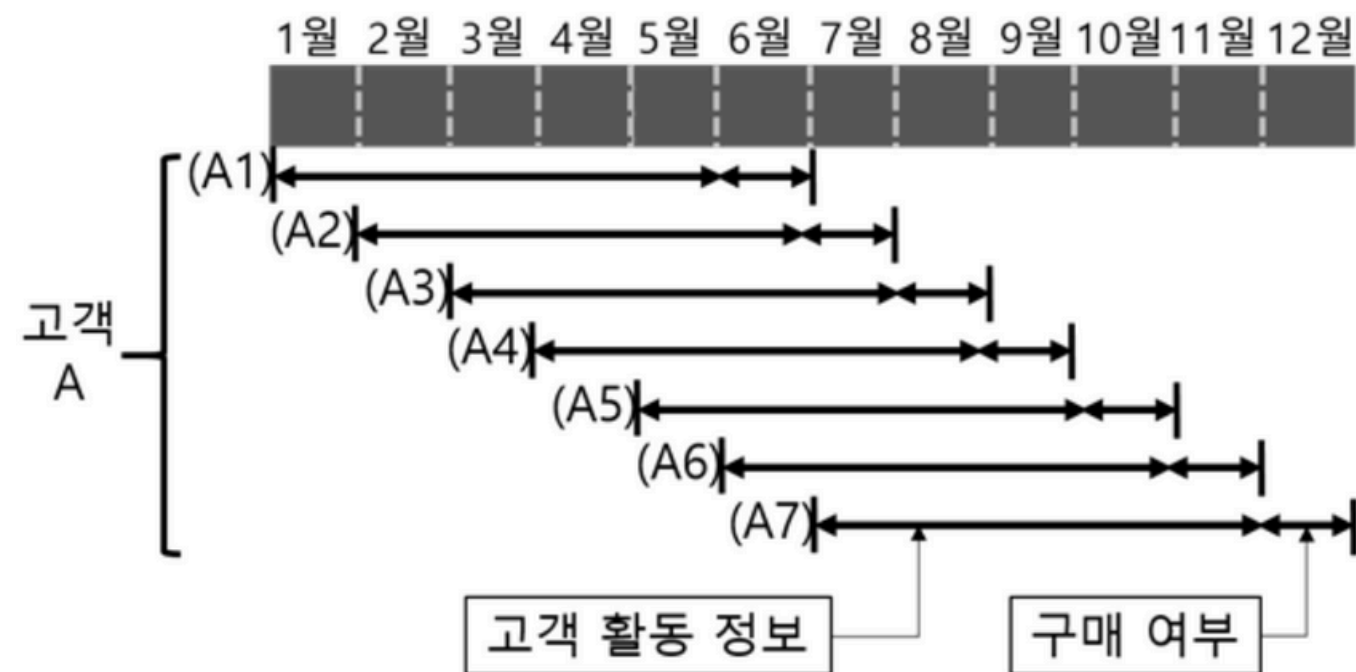 1월 2월 3월 4월 5월 6월 7월 8월 9월 10월 11월 12월
(A1)
(A2)
(A3)
(A4)
(A5)
(A6)
(A7)
고객
A
고객 활동 정보
구매 여부